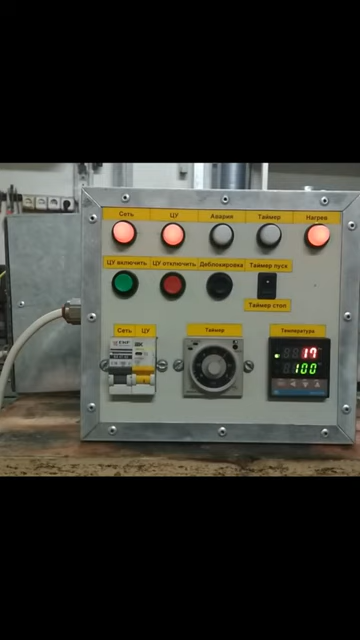 Сеть ЦУ Авария Таймер Нагрев
ЦУ включить ЦУ отключить Деблокировка Таймер пуск
Таймер стоп
Сеть ЦУ Таймер Температура
17
100